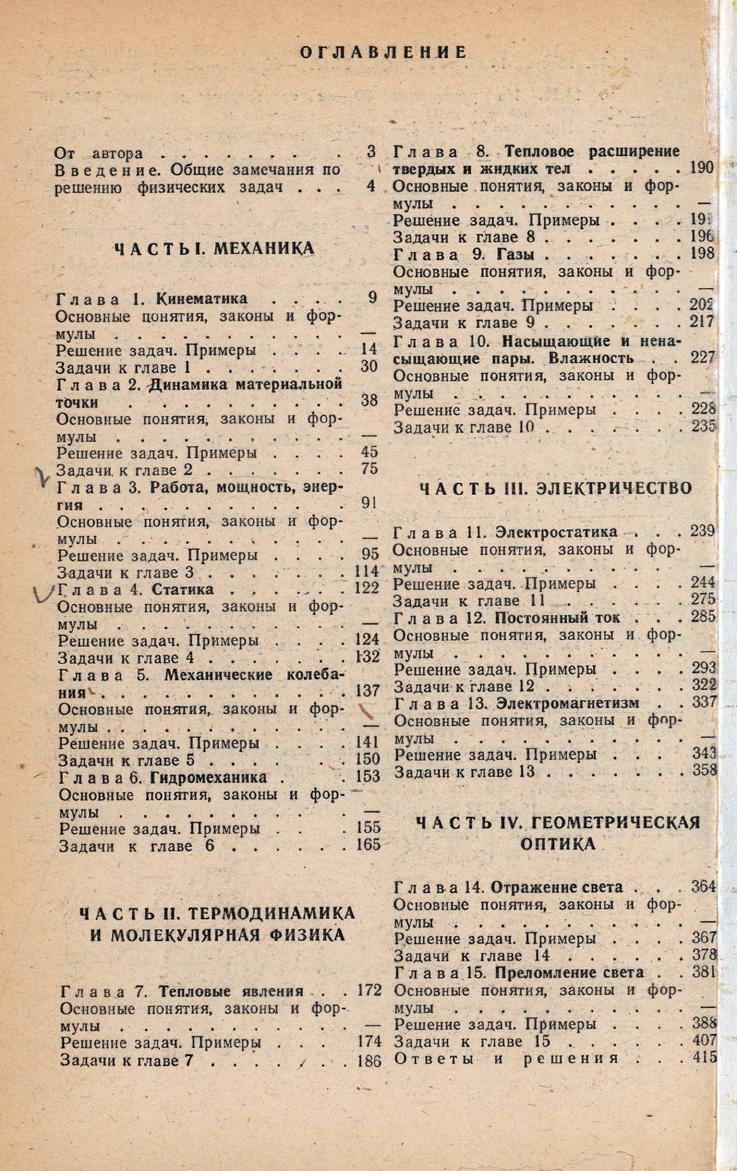 ОГЛАВЛЕНИЕ
От автора . . . . . . . . 3
Введение. Общие замечания по
решению физических задач . . . 4
ЧАСТЬ I. МЕХАНИКА
Глава 1. Кинематика . . . . 9
Основные понятия, законы и фор-
мулы . . . . . . . . . . —
Решение задач. Примеры . . . . 14
Задачи к главе 1 . . . . . . . 30
Глава 2. Динамика материальной
точки . . . . . . . . . . 38
Основные понятия, законы и фор-
мулы . . . . . . . . . . —
Решение задач. Примеры . . . . 45
Задачи к главе 2 . . . . . . . 75
Глава 3. Работа, мощность, энер-
гия . . . . . . . . . . 91
Основные понятия, законы и фор-
мулы . . . . . . . . . . —
Решение задач. Примеры . . . . 95
Задачи к главе 3 . . . . . . . 114
Глава 4. Статика . . . . . . 122
Основные понятия, законы и фор-
мулы . . . . . . . . . . —
Решение задач. Примеры . . . . 124
Задачи к главе 4 . . . . . . . 132
Глава 5. Механические колеба-
ния . . . . . . . . . . . 137
Основные понятия, законы и фор-
мулы . . . . . . . . . . —
Решение задач. Примеры . . . . 141
Задачи к главе 5 . . . . . . 150
Глава 6. Гидромеханика . . 153
Основные понятия, законы и фор-
мулы . . . . . . . . . . —
Решение задач. Примеры . . . 155
Задачи к главе 6 . . . . . . 165
ЧАСТЬ II. ТЕРМОДИНАМИКА
И МОЛЕКУЛЯРНАЯ ФИЗИКА
Глава 7. Тепловые явления . . 172
Основные понятия, законы и фор-
мулы . . . . . . . . . . —
Решение задач. Примеры . . . 174
Задачи к главе 7 . . . . . . 186
Глава 8. Тепловое расширение
твердых и жидких тел . . . . . 190
Основные понятия, законы и фор-
мулы . . . . . . . . . . —
Решение задач. Примеры . . . . 19
Задачи к главе 8 . . . . . . . 196
Глава 9. Газы . . . . . . . 198
Основные понятия, законы и фор-
мулы . . . . . . . . . . —
Решение задач. Примеры . . . . 202
Задачи к главе 9 . . . . . . . 217
Глава 10. Насыщающие и нена-
сыщающие пары. Влажность . . 227
Основные понятия, законы и фор-
мулы . . . . . . . . . . —
Решение задач. Примеры . . . . 228
Задачи к главе 10 . . . . . . 235
ЧАСТЬ III. ЭЛЕКТРИЧЕСТВО
Глава 11. Электростатика . . . 239
Основные понятия, законы и фор-
мулы . . . . . . . . . . —
Решение задач. Примеры . . . . 244
Задачи к главе 11 . . . . . . 275
Глава 12. Постоянный ток . . . 285
Основные понятия, законы и фор-
мулы . . . . . . . . . . —
Решение задач. Примеры . . . . 293
Задачи к главе 12 . . . . . . . 322
Глава 13. Электромагнетизм . . 337
Основные понятия, законы и фор-
мулы . . . . . . . . . . —
Решение задач. Примеры . . . 343
Задачи к главе 13 . . . . . . . 358
ЧАСТЬ IV. ГЕОМЕТРИЧЕСКАЯ
ОПТИКА
Глава 14. Отражение света . . . 364
Основные понятия, законы и фор-
мулы . . . . . . . . . . —
Решение задач. Примеры . . . . 367
Задачи к главе 14 . . . . . . 378
Глава 15. Преломление света . . 381
Основные понятия, законы и фор-
мулы . . . . . . . . . . —
Решение задач. Примеры . . . . 388
Задачи к главе 15 . . . . . . 407
Ответы и решения . . . 415